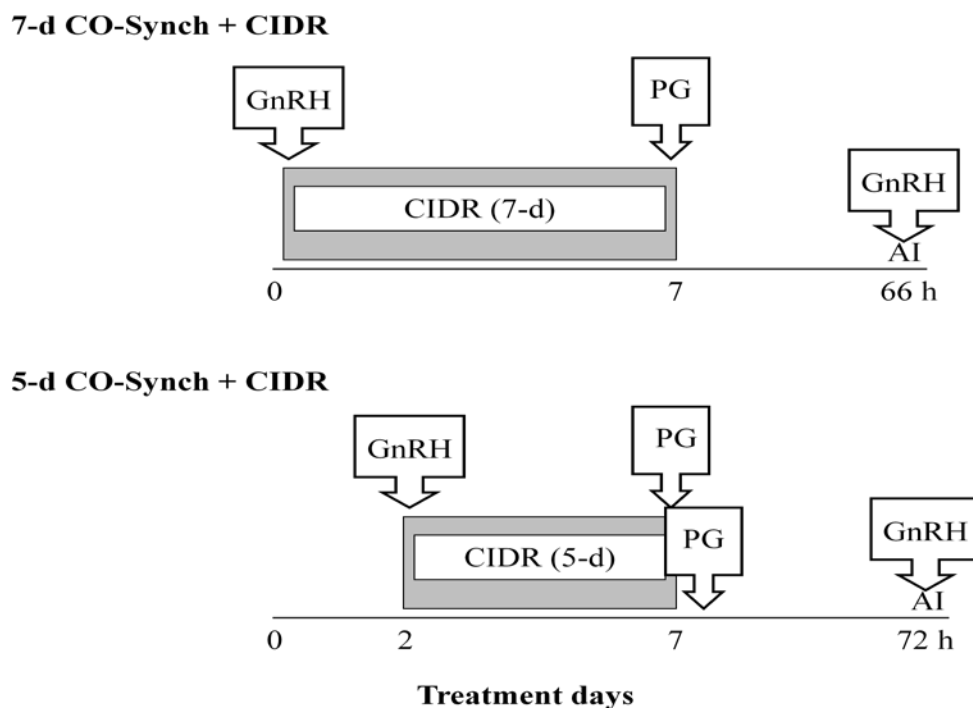 7-d CO-Synch + CIDR
GnRH
PG
GnRH
CIDR (7-d)
AI
0
7
66 h
5-d CO-Synch + CIDR
GnRH
PG
GnRH
CIDR (5-d)
PG
AI
0
2
7
72 h
Treatment days